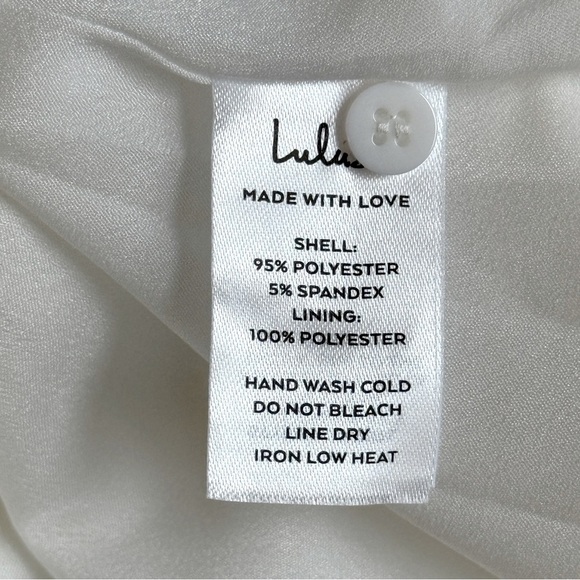 Lulus
MADE WITH LOVE
SHELL:
95% POLYESTER
5% SPANDEX
LINING:
100% POLYESTER
HAND WASH COLD
DO NOT BLEACH
LINE DRY
IRON LOW HEAT